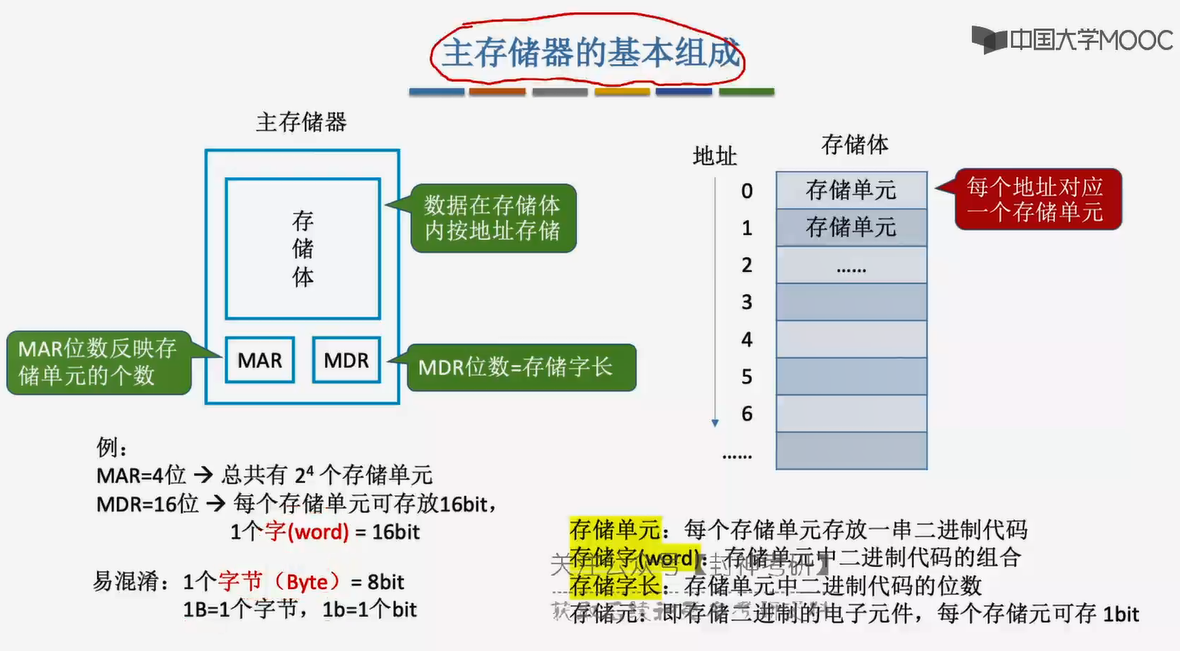 主存储器的基本组成
中国大学MOOC
主存储器
存
储
体
数据在存储体
内按地址存储
MAR
MDR
MAR位数反映存
储单元的个数
MDR位数=存储字长
地址
存储体
0
存储单元
1
存储单元
2
......
3
4
5
6
......
每个地址对应
一个存储单元
例：
MAR=4位 → 总共有 2⁴ 个存储单元
MDR=16位 → 每个存储单元可存放16bit，
1个字(word) = 16bit
易混淆：1个字节（Byte）= 8bit
1B=1个字节，1b=1个bit
存储单元：每个存储单元存放一串二进制代码
存储字(word)：存储单元中二进制代码的组合
存储字长：存储单元中二进制代码的位数
存储元：即存储二进制的电子元件，每个存储元可存 1bit